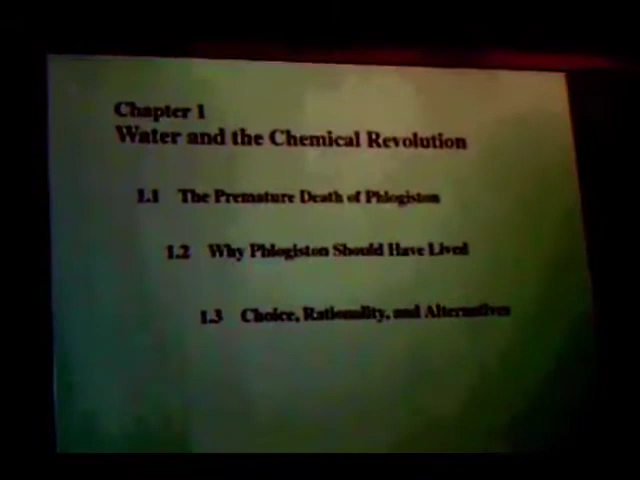 Chapter 1
Water and the Chemical Revolution
1.1 The Premature Death of Phlogiston
1.2 Why Phlogiston Should Have Lived
1.3 Choice, Rationality, and Alternatives